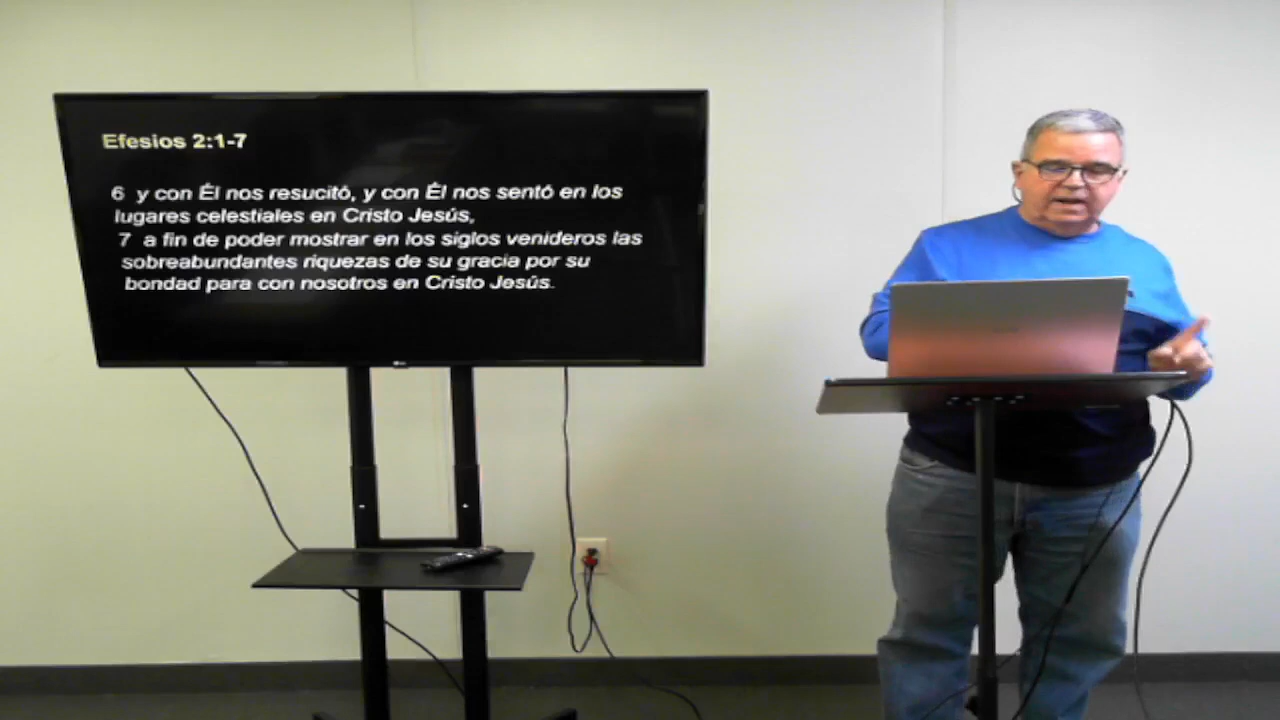 Efesios 2:1-7
6 y con Él nos resucitó, y con Él nos sentó en los
lugares celestiales en Cristo Jesús,
7 a fin de poder mostrar en los siglos venideros las
sobreabundantes riquezas de su gracia por su
bondad para con nosotros en Cristo Jesús.